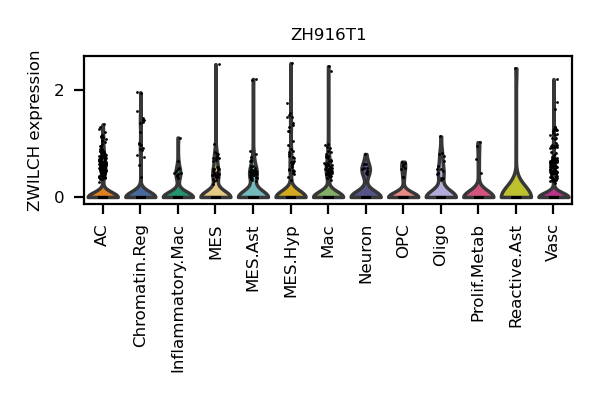 ZH916T1
ZWILCH expression
2
0
AC
Chromatin.Reg
Inflammatory.Mac
MES
MES.Ast
MES.Hyp
Mac
Neuron
OPC
Oligo
Prolif.Metab
Reactive.Ast
Vasc